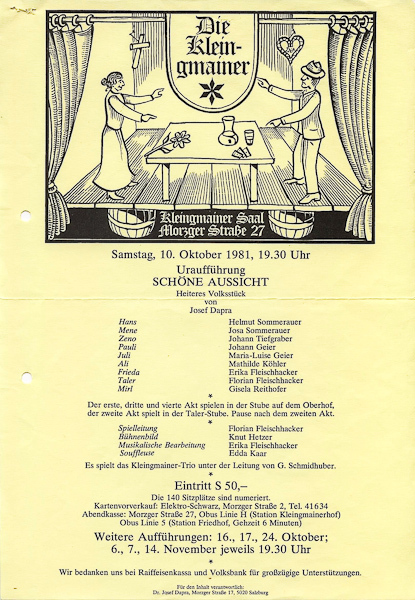 Die
Klein-
gmainer
Kleingmainer Saal
Morzger Straße 27
Samstag, 10. Oktober 1981, 19.30 Uhr
Uraufführung
SCHÖNE AUSSICHT
Heiteres Volksstück
von
Josef Dapra
Hans Helmut Sommerauer
Mene Josa Sommerauer
Zeno Johann Tiefgraber
Pauli Johann Geier
Juli Maria-Luise Geier
Ali Mathilde Köhler
Frieda Erika Fleischhacker
Taler Florian Fleischhacker
Mirl Gisela Reithofer
*
Der erste, dritte und vierte Akt spielen in der Stube auf dem Oberhof,
der zweite Akt spielt in der Taler-Stube. Pause nach dem zweiten Akt.
*
Spielleitung Florian Fleischhacker
Bühnenbild Knut Hetzer
Musikalische Bearbeitung Erika Fleischhacker
Souffleuse Edda Kaar
Es spielt das Kleingmainer-Trio unter der Leitung von G. Schmidhuber.
*
Eintritt S 50,–
Die 140 Sitzplätze sind numeriert.
Kartenvorverkauf: Elektro-Schwarz, Morzger Straße 2, Tel. 41634
Abendkasse: Morzger Straße 27, Obus Linie H (Station Kleingmainerhof)
Obus Linie 5 (Station Friedhof, Gehzeit 6 Minuten)
Weitere Aufführungen: 16., 17., 24. Oktober;
6., 7., 14. November jeweils 19.30 Uhr
*
Wir bedanken uns bei Raiffeisenkassa und Volksbank für großzügige Unterstützungen.
Für den Inhalt verantwortlich:
Dr. Josef Dapra, Morzger Straße 17, 5020 Salzburg